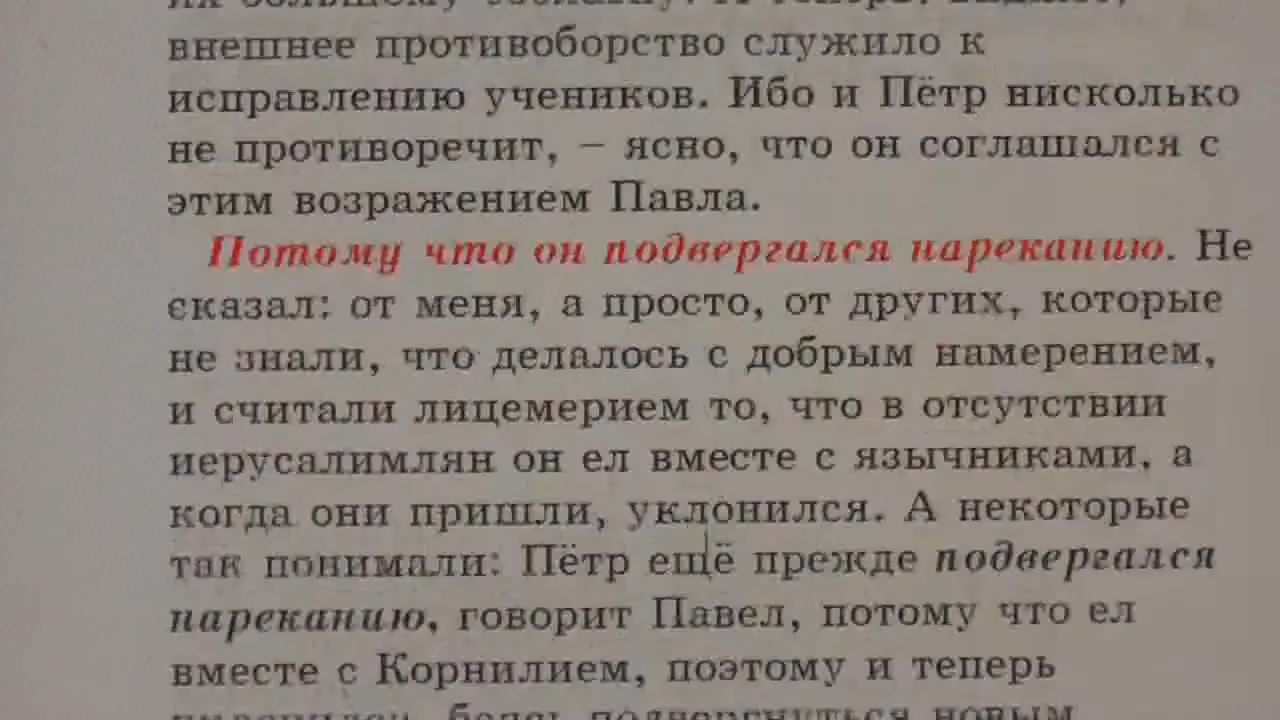 внешнее противоборство служило к
исправлению учеников. Ибо и Пётр нисколько
не противоречит, – ясно, что он соглашался с
этим возражением Павла.
Потому что он подвергался нареканию. Не
сказал: от меня, а просто, от других, которые
не знали, что делалось с добрым намерением,
и считали лицемерием то, что в отсутствии
иерусалимлян он ел вместе с язычниками, а
когда они пришли, уклонился. А некоторые
так понимали: Пётр ещё прежде подвергался
нареканию, говорит Павел, потому что ел
вместе с Корнилием, поэтому и теперь
подвергнуться новым